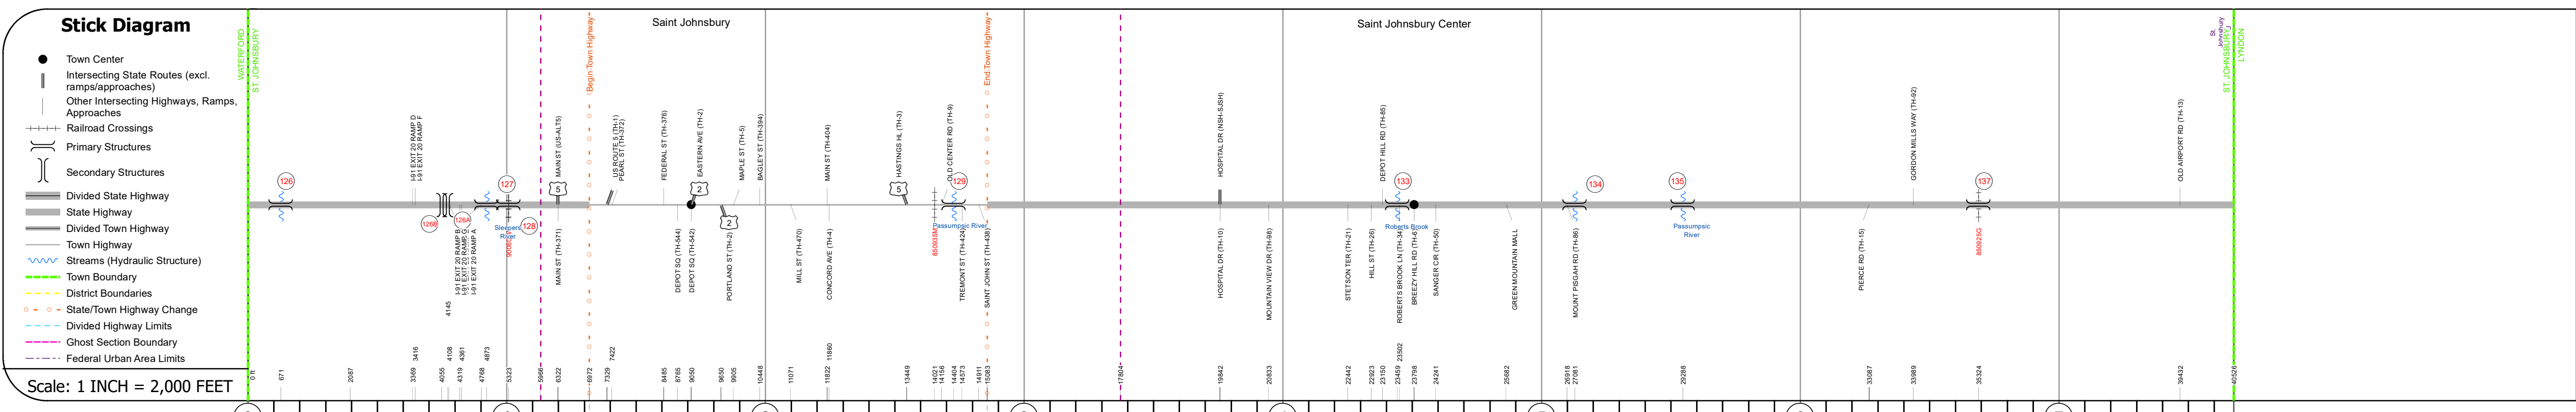 Stick Diagram
Town Center
Intersecting State Routes (excl.
ramps/approaches)
Other Intersecting Highways, Ramps,
Approaches
Railroad Crossings
Primary Structures
Secondary Structures
Divided State Highway
State Highway
Divided Town Highway
Town Highway
Streams (Hydraulic Structure)
Town Boundary
District Boundaries
State/Town Highway Change
Divided Highway Limits
Ghost Section Boundary
Federal Urban Area Limits
Scale: 1 INCH = 2,000 FEET
WATERFORD
ST. JOHNSBURY
Saint Johnsbury
Saint Johnsbury Center
Begin Town Highway
End Town Highway
St.
Johnsbury
ST. JOHNSBURY
LYNDON
I-91 EXIT 20 RAMP D
I-91 EXIT 20 RAMP F
MAIN ST (US-ALT5)
US ROUTE 5 (TH-1)
PEARL ST (TH-372)
FEDERAL ST (TH-376)
EASTERN AVE (TH-2)
MAPLE ST (TH-5)
BAGLEY ST (TH-394)
MAIN ST (TH-404)
HASTINGS HL (TH-3)
OLD CENTER RD (TH-9)
HOSPITAL DR (NSH-SJSH)
DEPOT HILL RD (TH-85)
GORDON MILLS WAY (TH-92)
OLD AIRPORT RD (TH-13)
126
127
5
2
5
129
133
134
135
137
126B
126A
128
2
Sleepers
River
Passumpsic River
Roberts Brook
Passumpsic
River
850935M
850925G
I-91 EXIT 20 RAMP B
I-91 EXIT 20 RAMP G
I-91 EXIT 20 RAMP A
MAIN ST (TH-371)
DEPOT SQ (TH-544)
DEPOT SQ (TH-542)
PORTLAND ST (TH-2)
MILL ST (TH-470)
CONCORD AVE (TH-4)
TREMONT ST (TH-424)
SAINT JOHN ST (TH-438)
HOSPITAL DR (TH-10)
MOUNTAIN VIEW DR (TH-98)
STETSON TER (TH-21)
HILL ST (TH-26)
ROBERTS BROOK LN (TH-34)
BREEZY HILL RD (TH-6)
SANGER CIR (TH-50)
GREEN MOUNTAIN MALL
MOUNT PISGAH RD (TH-86)
PIERCE RD (TH-15)
0 ft
671
2087
3369
3416
4055
4145
4108
4319
4361
4768
4873
5323
5966
6322
6972
7329
7422
8485
8765
9050
9650
9905
10448
11071
11822
11860
13449
14021
14156
14404
14573
14911
15083
17804
19842
20833
22442
22923
23150
23459
23502
23798
24241
25682
26918
27081
29288
33087
33989
35324
39432
40526